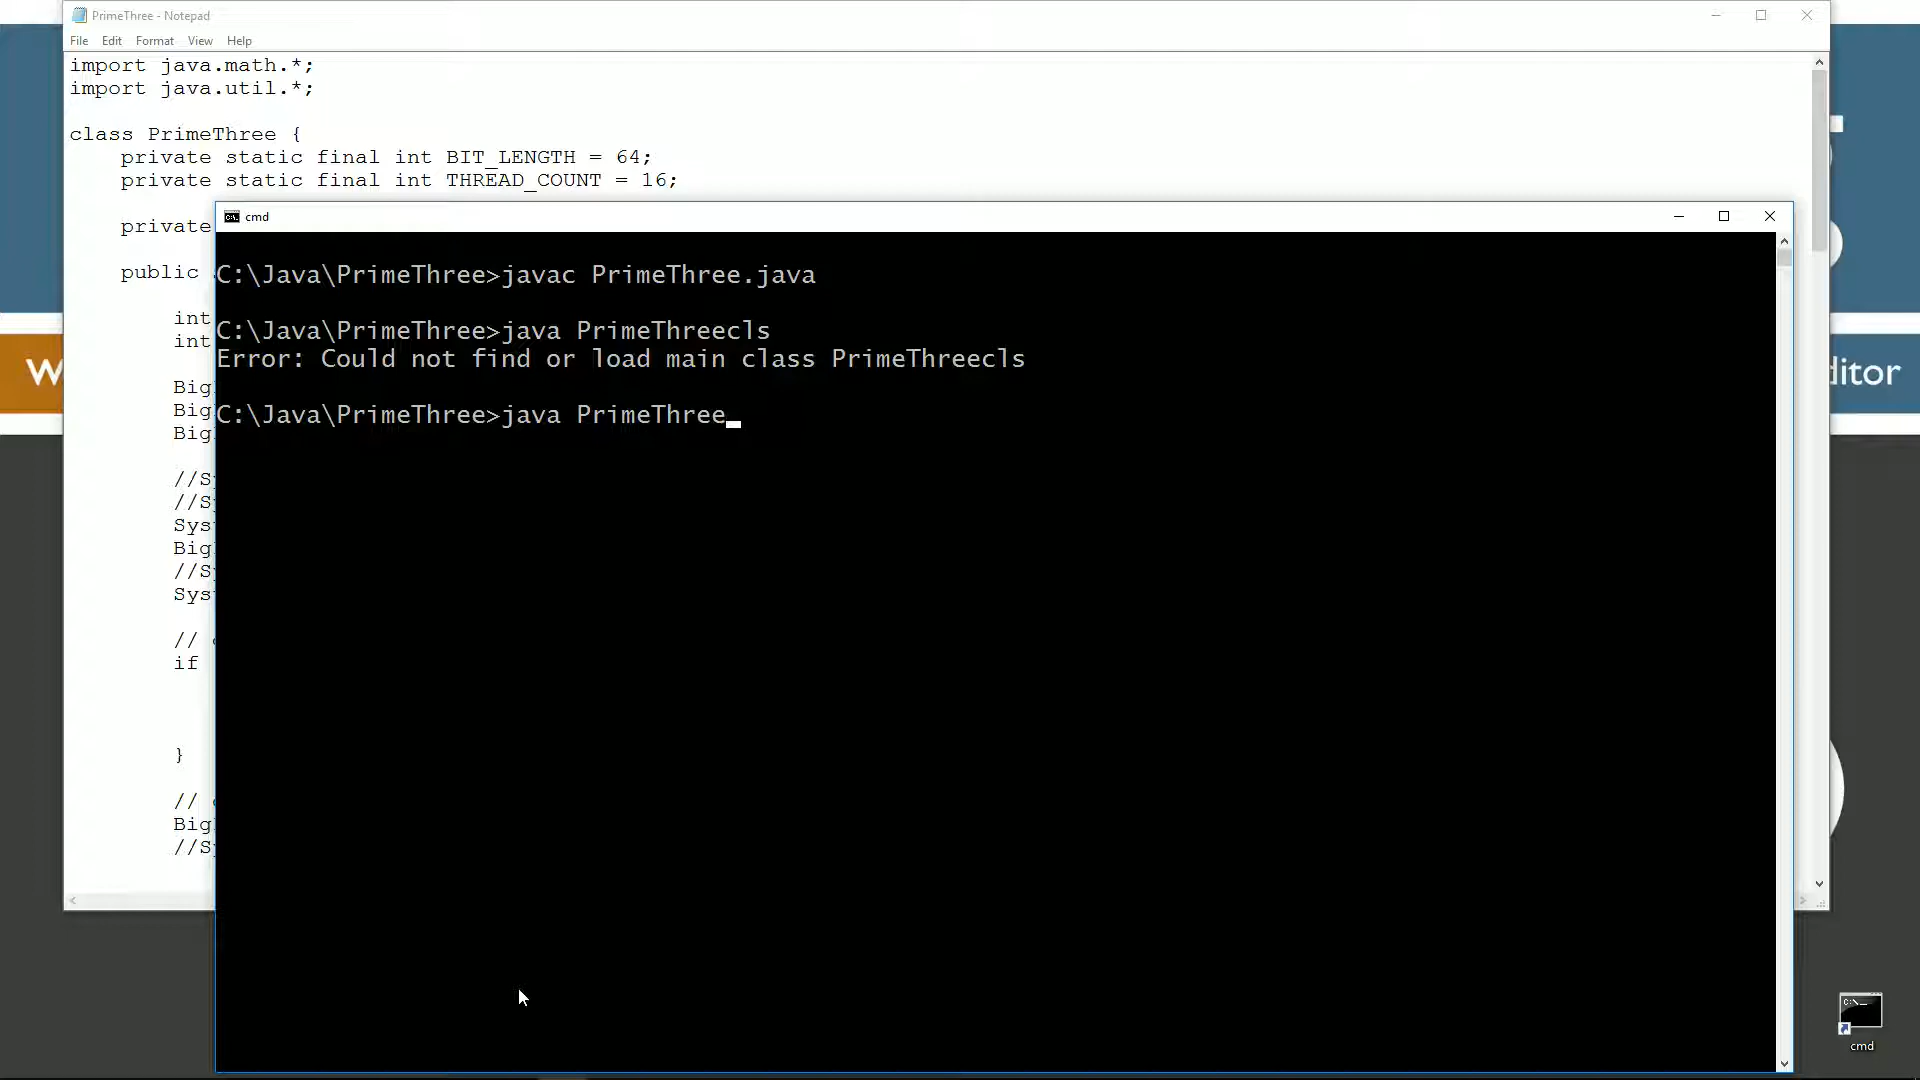 PrimeThree - Notepad
File Edit Format View Help
import java.math.*;
import java.util.*;
class PrimeThree {
private static final int BIT_LENGTH = 64;
private static final int THREAD_COUNT = 16;
private
public
int
int
Big
Big
Big
//S
//S
Sys
Big
//S
Sys
//
if
}
//
Big
//S
cmd
C:\Java\PrimeThree>javac PrimeThree.java
C:\Java\PrimeThree>java PrimeThreecls
Error: Could not find or load main class PrimeThreecls
C:\Java\PrimeThree>java PrimeThree
W
ditor
cmd